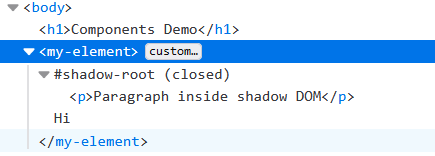 <body>
<h1>Components Demo</h1>
<my-element> custom…
#shadow-root (closed)
<p>Paragraph inside shadow DOM</p>
Hi
</my-element>